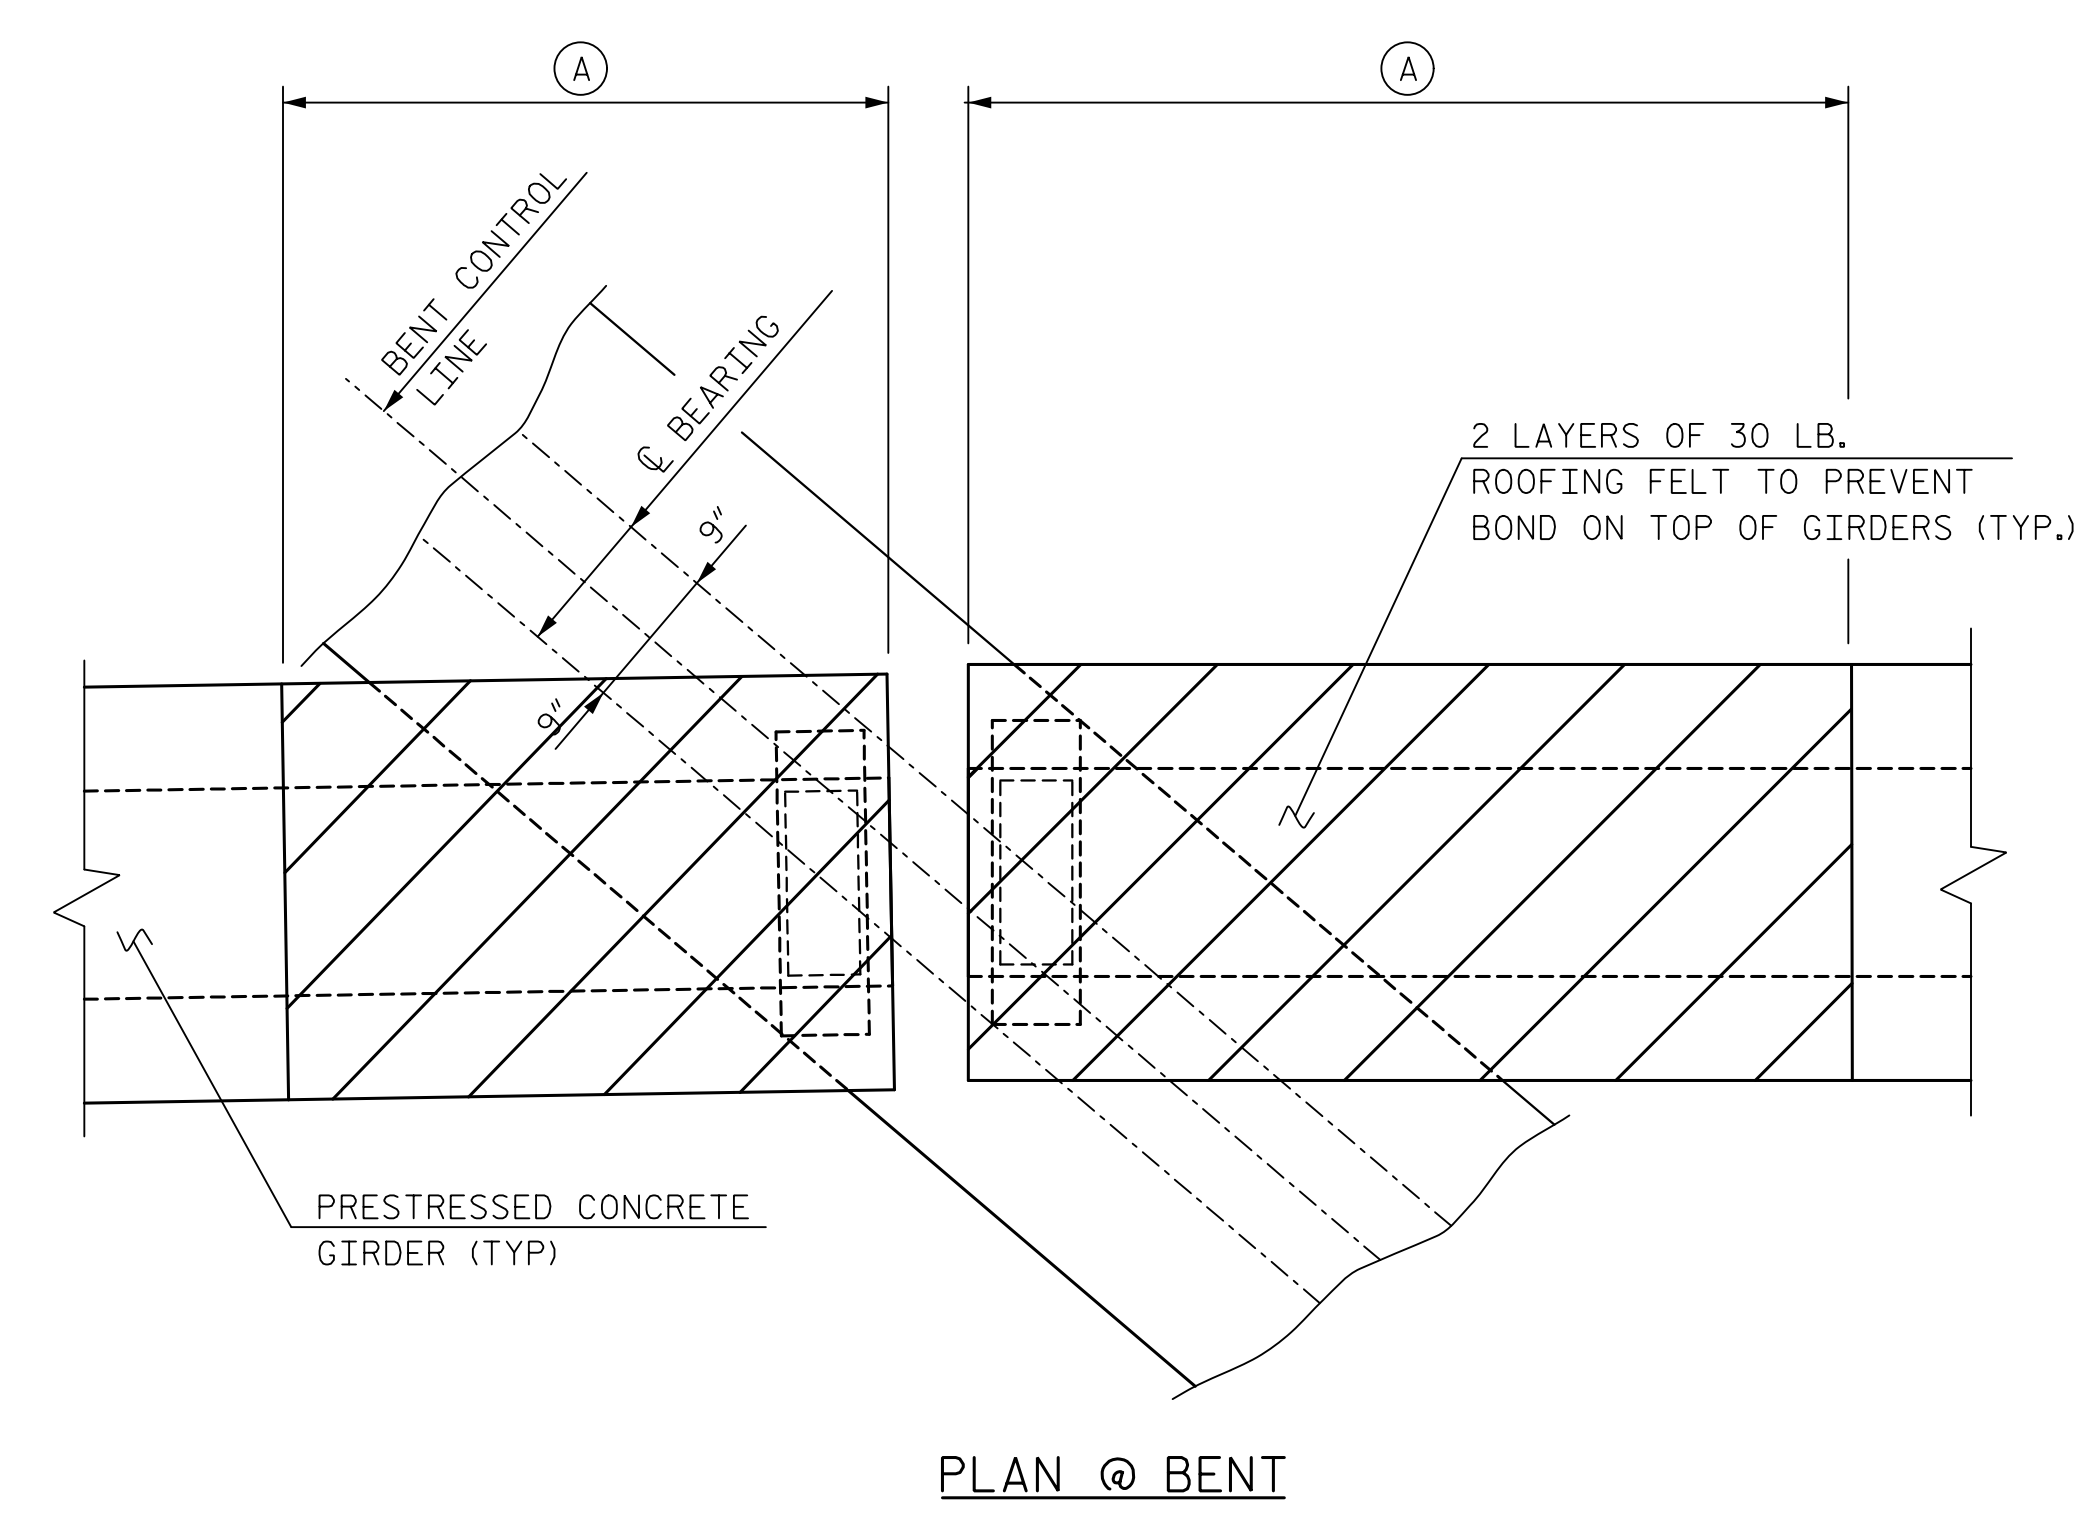 A
A
BENT CONTROL
LINE
℄ BEARING
9"
9"
2 LAYERS OF 30 LB.
ROOFING FELT TO PREVENT
BOND ON TOP OF GIRDERS (TYP.)
PRESTRESSED CONCRETE
GIRDER (TYP)
PLAN @ BENT